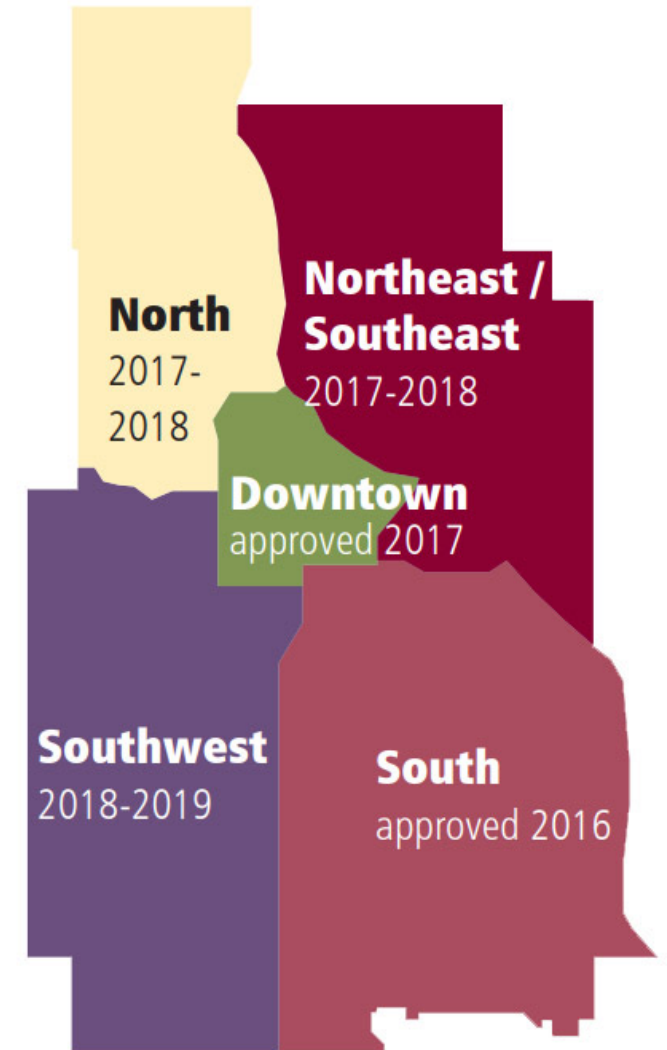 North
2017-
2018
Northeast /
Southeast
2017-2018
Downtown
approved 2017
Southwest
2018-2019
South
approved 2016